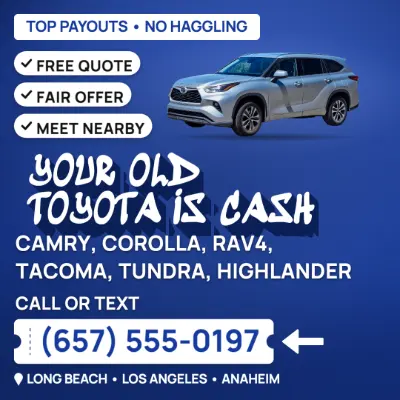 TOP PAYOUTS • NO HAGGLING
FREE QUOTE
FAIR OFFER
MEET NEARBY
YOUR OLD
TOYOTA iS CASH
CAMRY, COROLLA, RAV4,
TACOMA, TUNDRA, HIGHLANDER
CALL OR TEXT
(657) 555-0197
LONG BEACH • LOS ANGELES • ANAHEIM